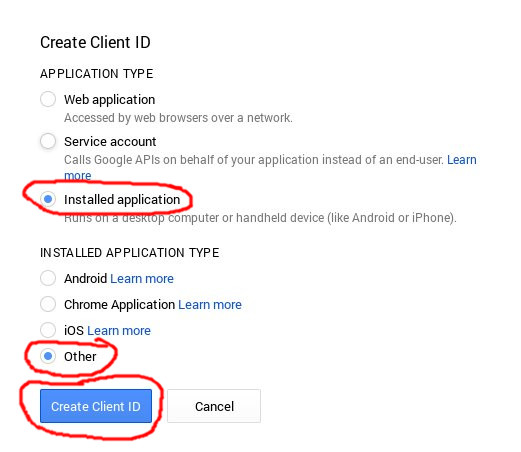 Create Client ID
APPLICATION TYPE
Web application
Accessed by web browsers over a network.
Service account
Calls Google APIs on behalf of your application instead of an end-user. Learn
more
Installed application
Runs on a desktop computer or handheld device (like Android or iPhone).
INSTALLED APPLICATION TYPE
Android Learn more
Chrome Application Learn more
iOS Learn more
Other
Create Client ID Cancel